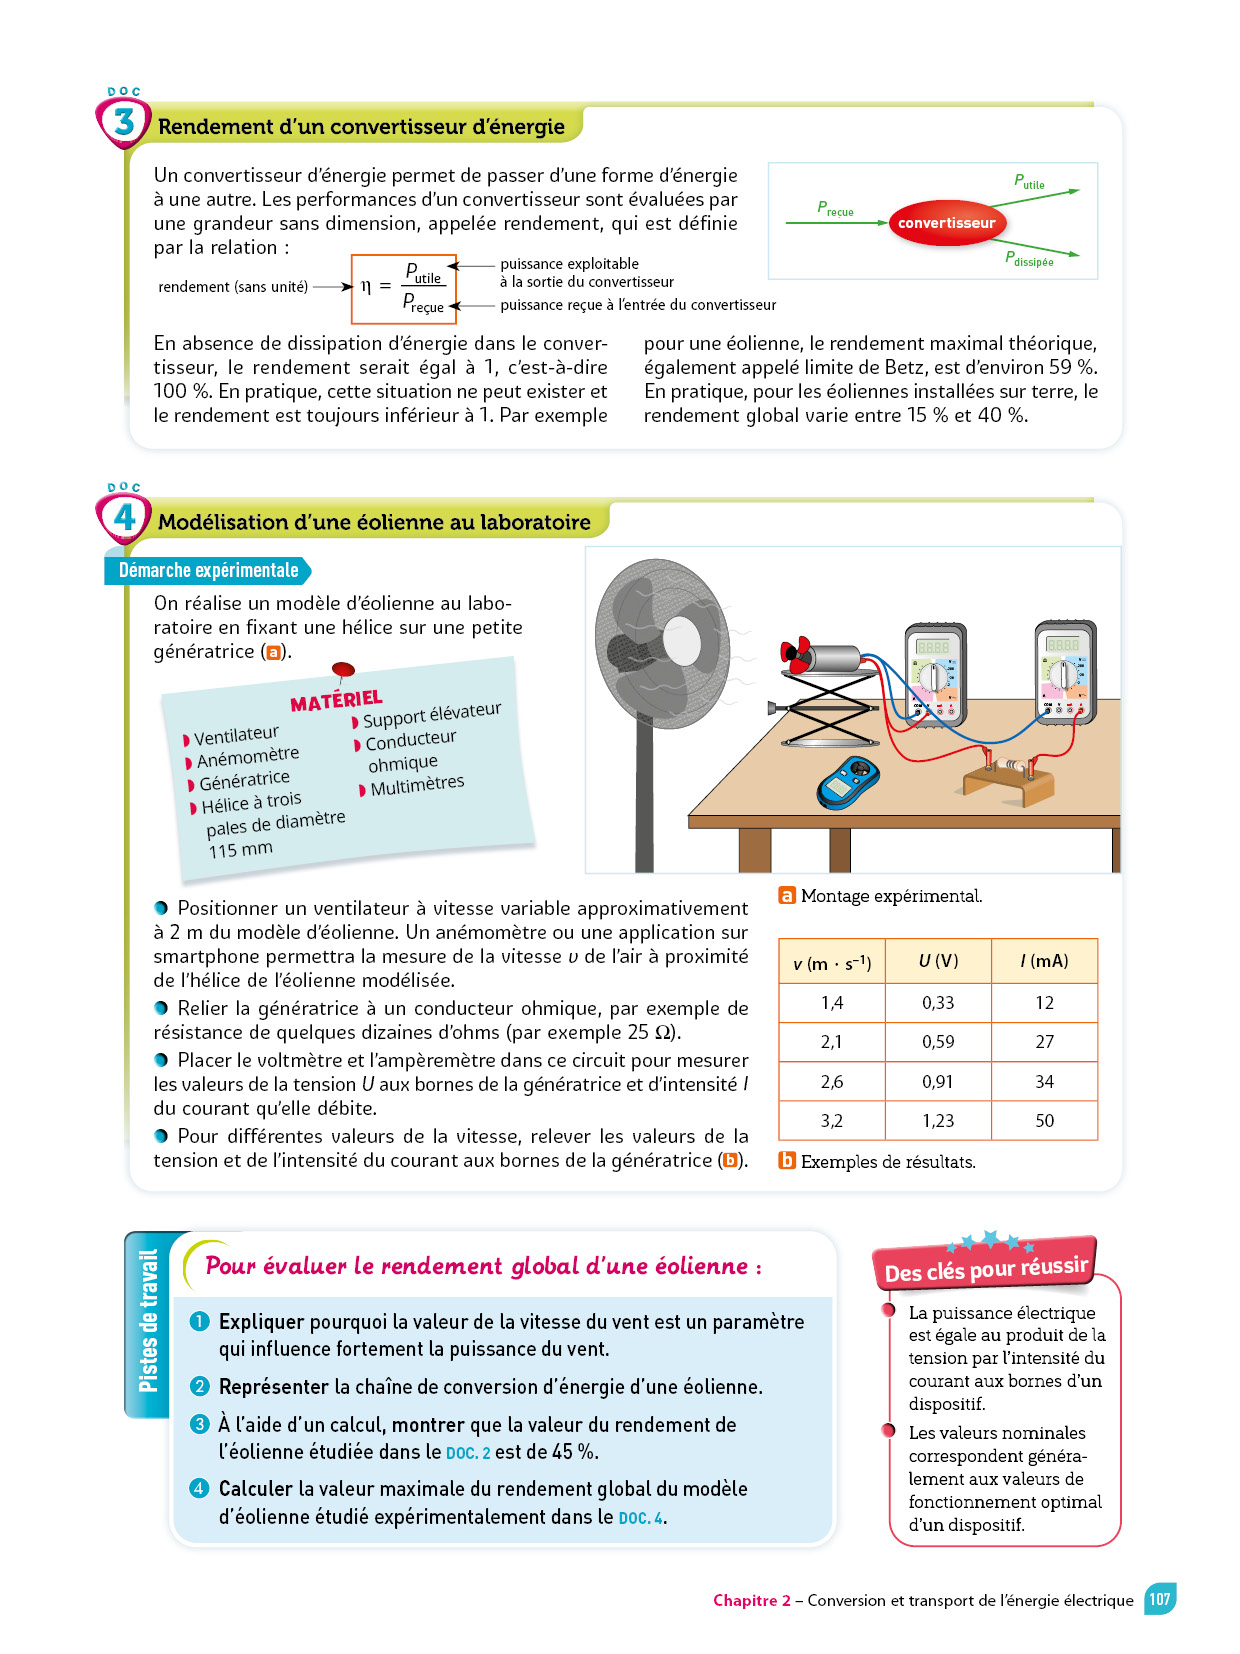 DOC
3 Rendement d'un convertisseur d'énergie
Un convertisseur d'énergie permet de passer d'une forme d'énergie
à une autre. Les performances d'un convertisseur sont évaluées par
une grandeur sans dimension, appelée rendement, qui est définie
par la relation :
rendement (sans unité)
η = P utile / P reçue
puissance exploitable
à la sortie du convertisseur
puissance reçue à l'entrée du convertisseur
P reçue
convertisseur
P utile
P dissipée
En absence de dissipation d'énergie dans le conver-
tisseur, le rendement serait égal à 1, c'est-à-dire
100 %. En pratique, cette situation ne peut exister et
le rendement est toujours inférieur à 1. Par exemple
pour une éolienne, le rendement maximal théorique,
également appelé limite de Betz, est d'environ 59 %.
En pratique, pour les éoliennes installées sur terre, le
rendement global varie entre 15 % et 40 %.
DOC
4 Modélisation d'une éolienne au laboratoire
Démarche expérimentale
On réalise un modèle d'éolienne au labo-
ratoire en fixant une hélice sur une petite
génératrice (a).
MATÉRIEL
Ventilateur
Anémomètre
Génératrice
Hélice à trois
pales de diamètre
115 mm
Support élévateur
Conducteur
ohmique
Multimètres
● Positionner un ventilateur à vitesse variable approximativement
à 2 m du modèle d'éolienne. Un anémomètre ou une application sur
smartphone permettra la mesure de la vitesse v de l'air à proximité
de l'hélice de l'éolienne modélisée.
● Relier la génératrice à un conducteur ohmique, par exemple de
résistance de quelques dizaines d'ohms (par exemple 25 Ω).
● Placer le voltmètre et l'ampèremètre dans ce circuit pour mesurer
les valeurs de la tension U aux bornes de la génératrice et d'intensité I
du courant qu'elle débite.
● Pour différentes valeurs de la vitesse, relever les valeurs de la
tension et de l'intensité du courant aux bornes de la génératrice (b).
a Montage expérimental.
v (m · s⁻¹) U (V) I (mA)
1,4 0,33 12
2,1 0,59 27
2,6 0,91 34
3,2 1,23 50
b Exemples de résultats.
Pistes de travail
Pour évaluer le rendement global d'une éolienne :
1 Expliquer pourquoi la valeur de la vitesse du vent est un paramètre
qui influence fortement la puissance du vent.
2 Représenter la chaîne de conversion d'énergie d'une éolienne.
3 À l'aide d'un calcul, montrer que la valeur du rendement de
l'éolienne étudiée dans le DOC. 2 est de 45 %.
4 Calculer la valeur maximale du rendement global du modèle
d'éolienne étudié expérimentalement dans le DOC. 4.
Des clés pour réussir
La puissance électrique
est égale au produit de la
tension par l'intensité du
courant aux bornes d'un
dispositif.
Les valeurs nominales
correspondent généra-
lement aux valeurs de
fonctionnement optimal
d'un dispositif.
Chapitre 2 – Conversion et transport de l'énergie électrique 107